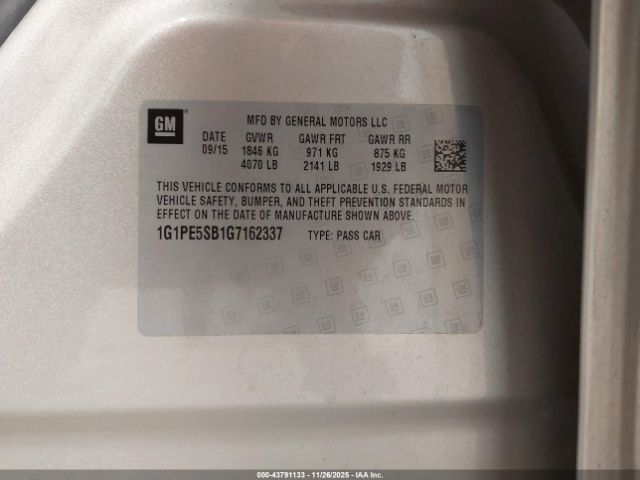 GM
MFD BY GENERAL MOTORS LLC
DATE GVWR GAWR FRT GAWR RR
09/15 1846 KG 971 KG 875 KG
4070 LB 2141 LB 1929 LB
THIS VEHICLE CONFORMS TO ALL APPLICABLE U.S. FEDERAL MOTOR
VEHICLE SAFETY, BUMPER, AND THEFT PREVENTION STANDARDS IN
EFFECT ON THE DATE OF MANUFACTURE SHOWN ABOVE.
1G1PE5SB1G7162337 TYPE: PASS CAR
000-43791133 - 11/26/2025 - IAA Inc.